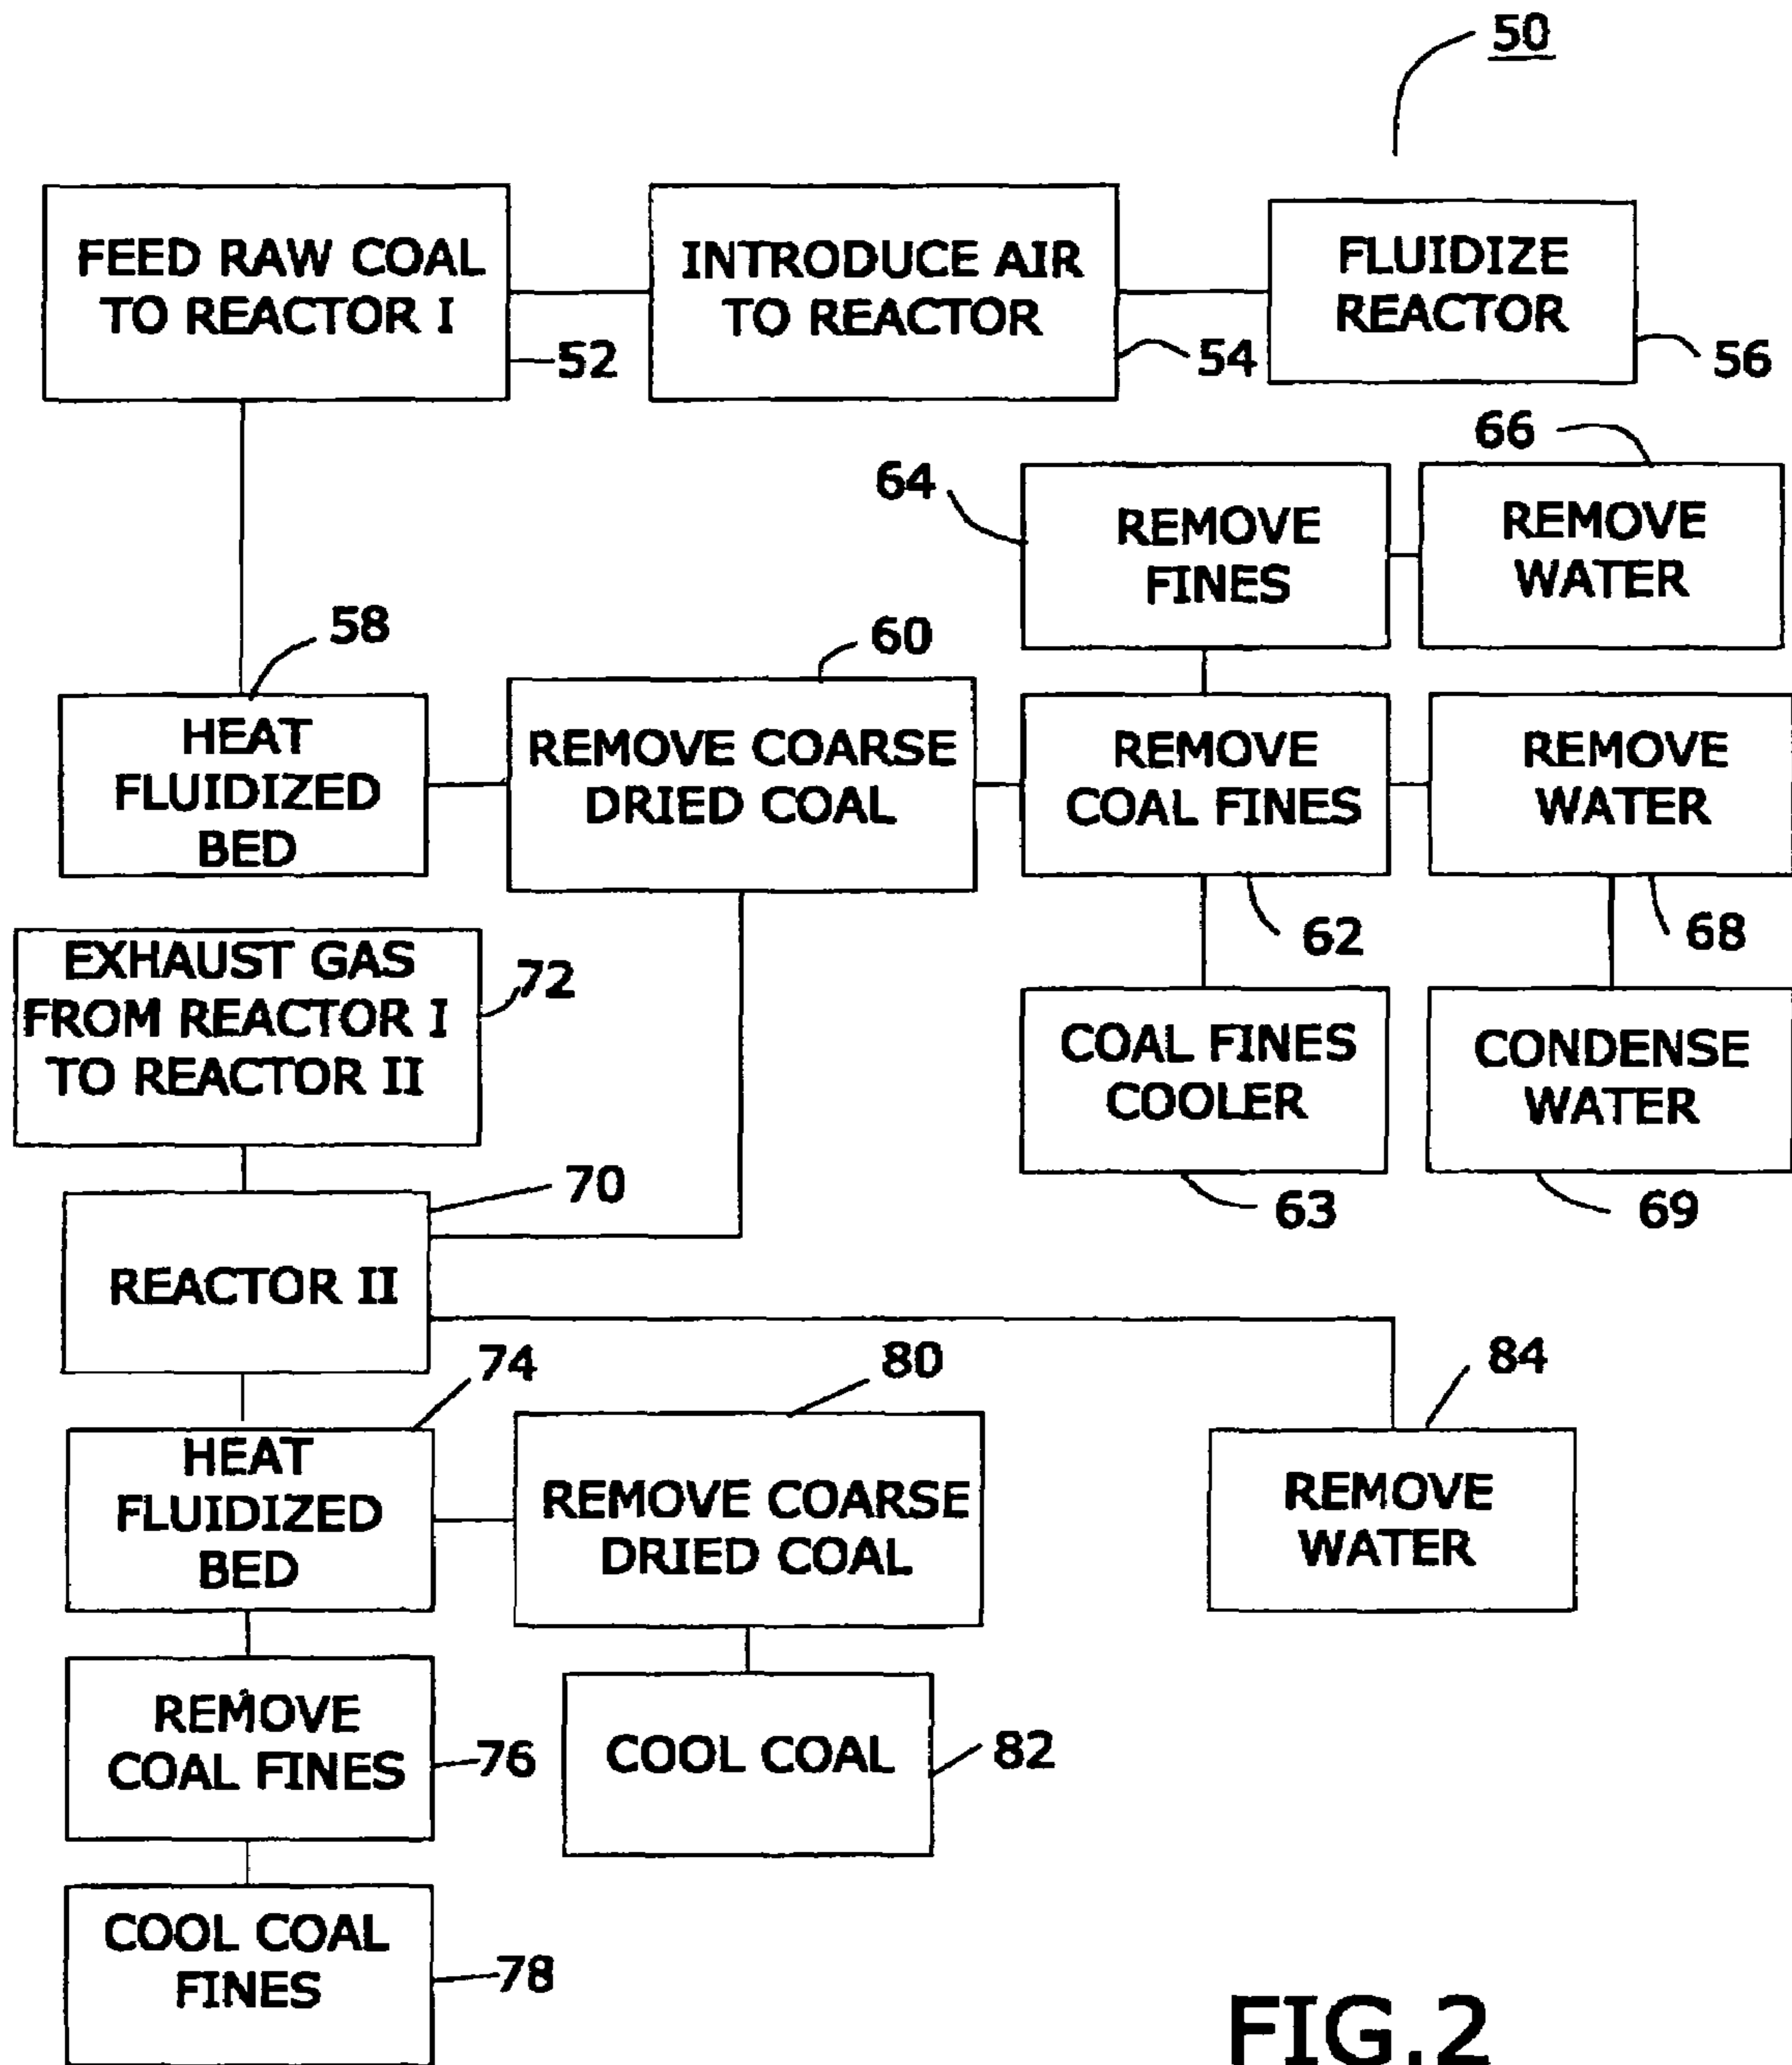 50
FEED RAW COAL
TO REACTOR I
52
INTRODUCE AIR
TO REACTOR
54
FLUIDIZE
REACTOR
56
66
64
REMOVE
FINES
REMOVE
WATER
58
60
HEAT
FLUIDIZED
BED
REMOVE COARSE
DRIED COAL
REMOVE
COAL FINES
62
REMOVE
WATER
68
EXHAUST GAS
FROM REACTOR I
TO REACTOR II
72
COAL FINES
COOLER
63
CONDENSE
WATER
69
70
REACTOR II
74
80
84
HEAT
FLUIDIZED
BED
REMOVE COARSE
DRIED COAL
REMOVE
WATER
REMOVE
COAL FINES
76
COOL COAL
82
COOL COAL
FINES
78
FIG.2